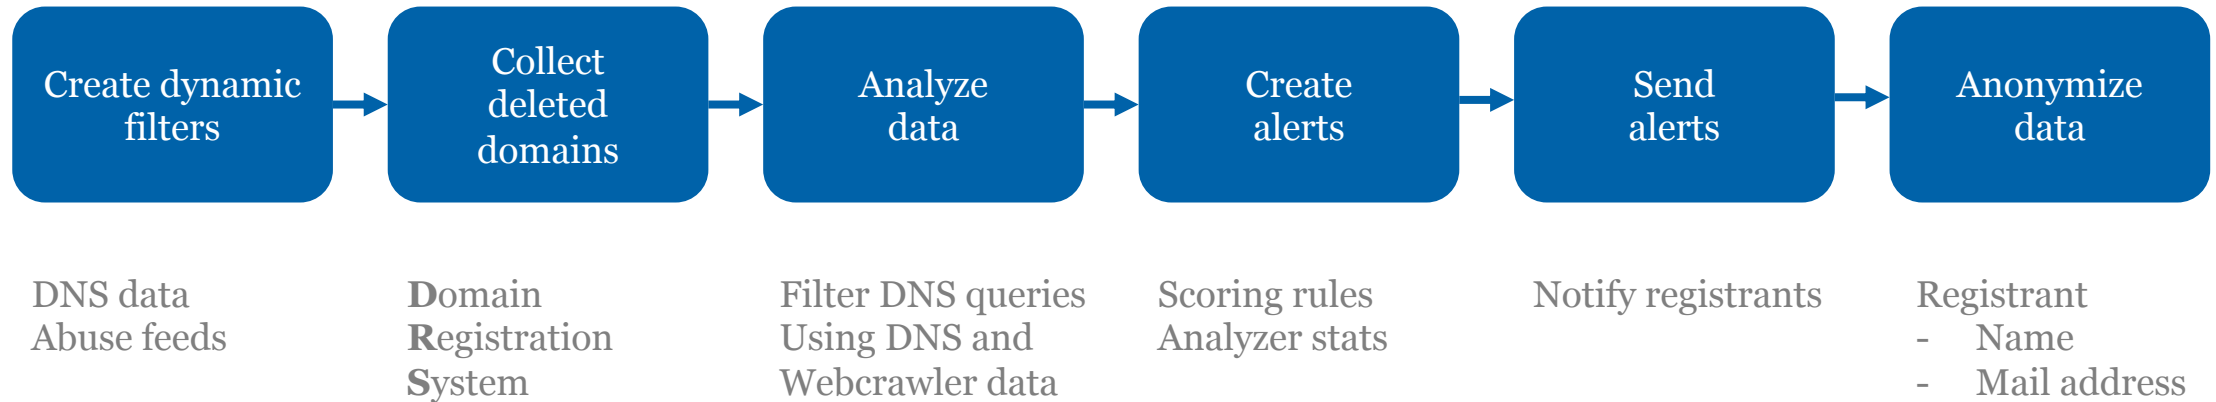 Create dynamic
filters
Collect
deleted
domains
Analyze
data
Create
alerts
Send
alerts
Anonymize
data
DNS data
Abuse feeds
Domain
Registration
System
Filter DNS queries
Using DNS and
Webcrawler data
Scoring rules
Analyzer stats
Notify registrants
Registrant
- Name
- Mail address